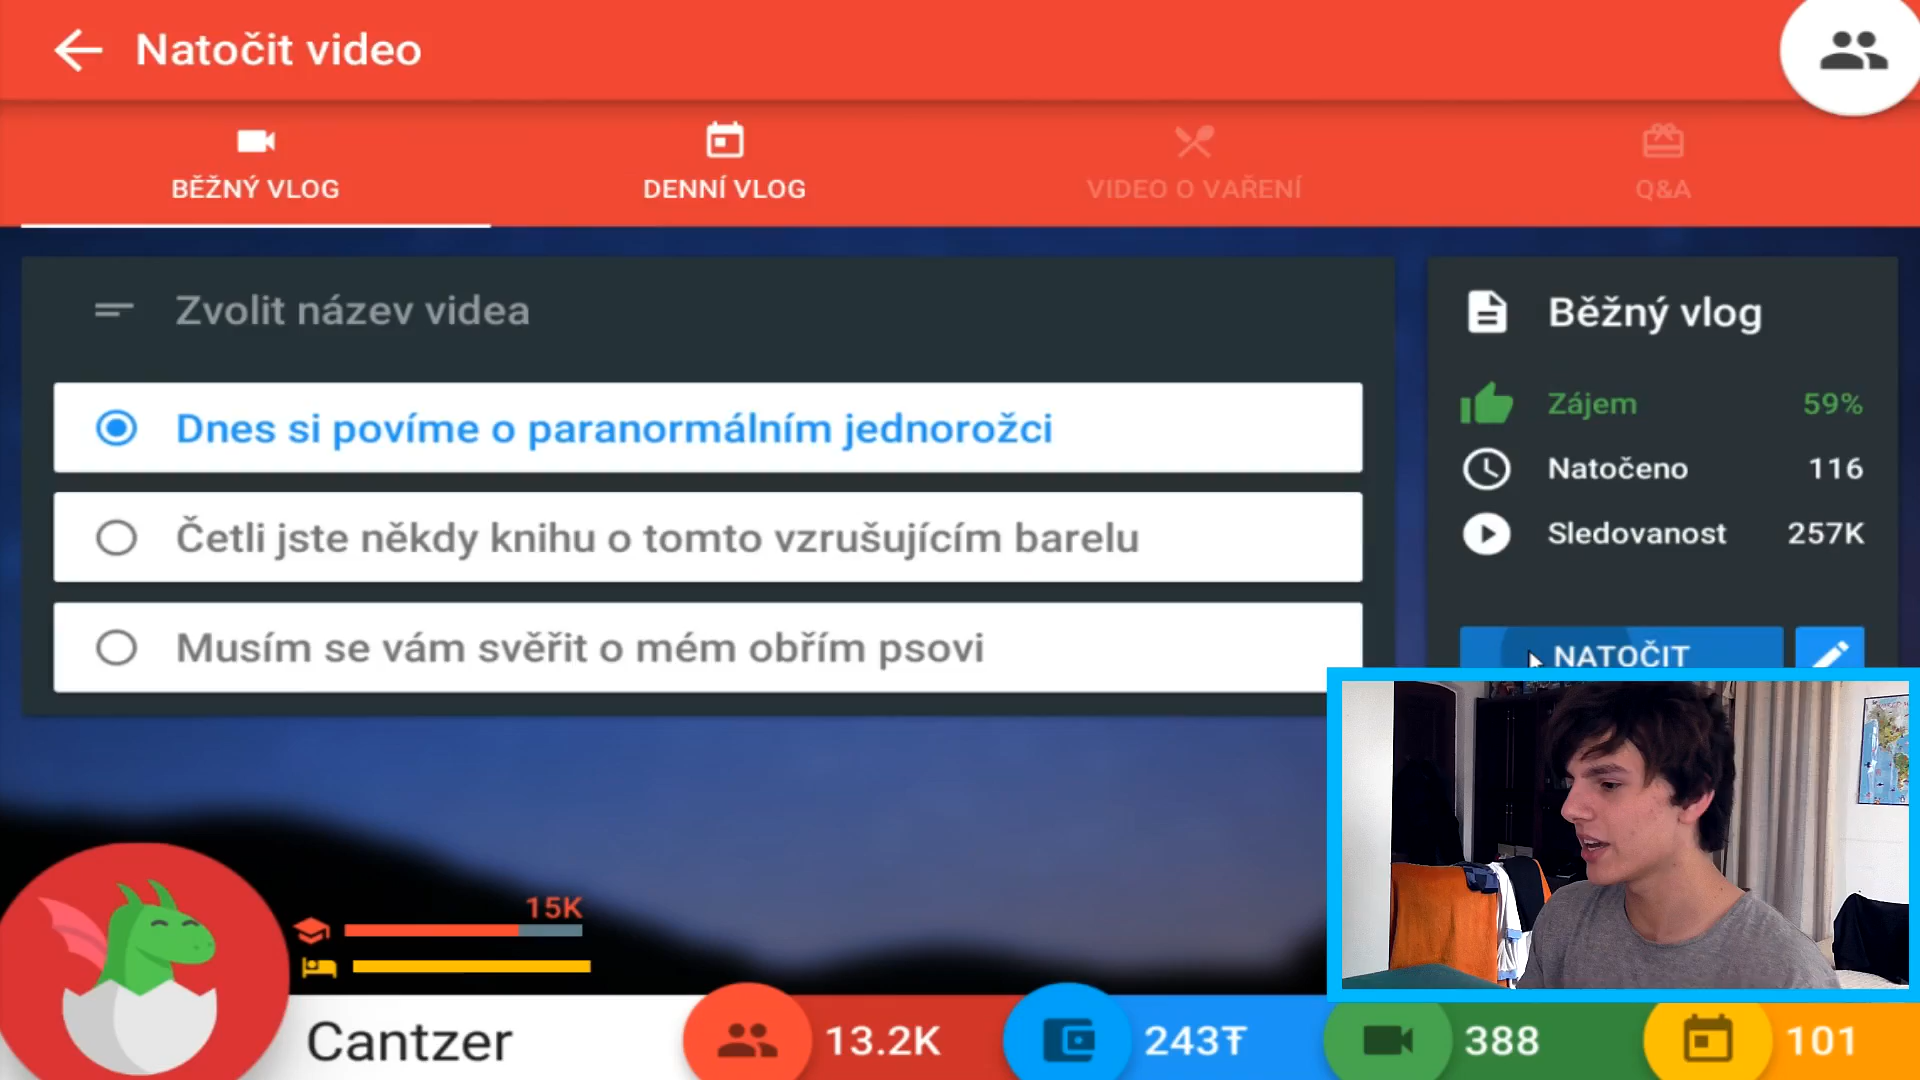 Natočit video
BĚŽNÝ VLOG
DENNÍ VLOG
VIDEO O VAŘENÍ
Q&A
Zvolit název videa
Dnes si povíme o paranormálním jednorožci
Četli jste někdy knihu o tomto vzrušujícím barelu
Musím se vám svěřit o mém obřím psovi
Běžný vlog
Zájem 59%
Natočeno 116
Sledovanost 257K
NATOČIT
15K
Cantzer
13.2K
243Ŧ
388
101